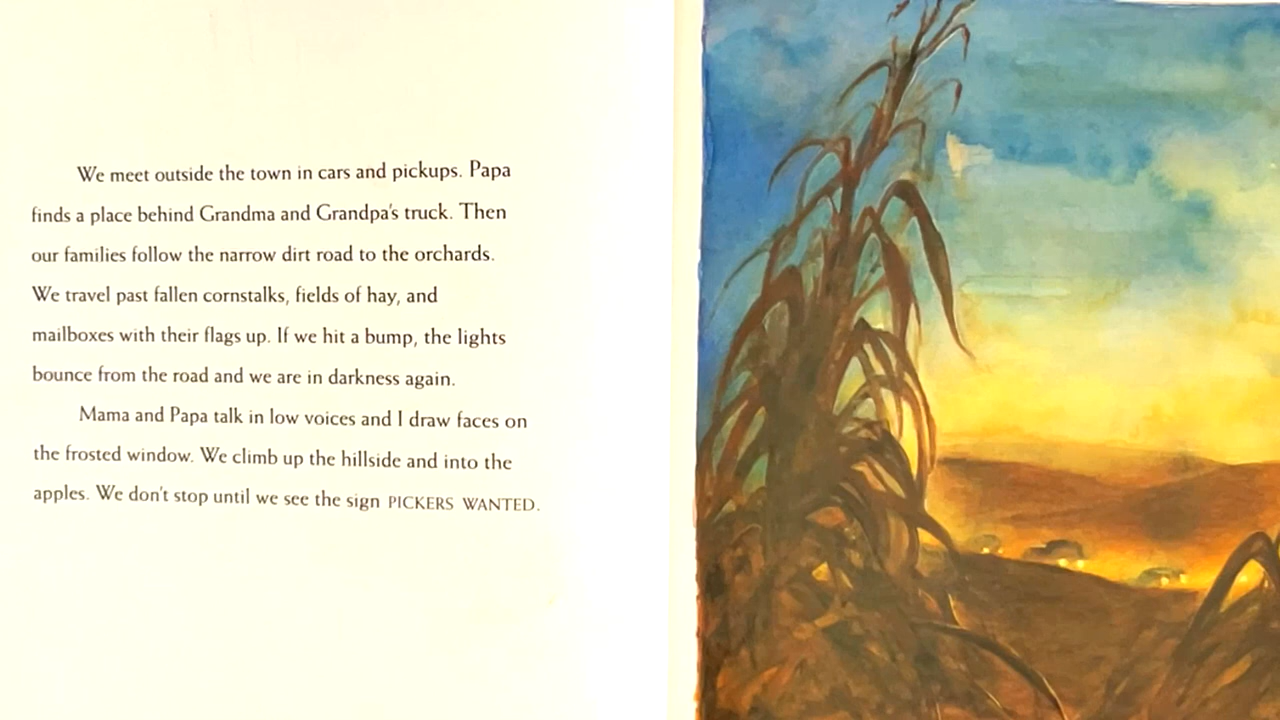 We meet outside the town in cars and pickups. Papa
finds a place behind Grandma and Grandpa's truck. Then
our families follow the narrow dirt road to the orchards.
We travel past fallen cornstalks, fields of hay, and
mailboxes with their flags up. If we hit a bump, the lights
bounce from the road and we are in darkness again.
Mama and Papa talk in low voices and I draw faces on
the frosted window. We climb up the hillside and into the
apples. We don't stop until we see the sign PICKERS WANTED.